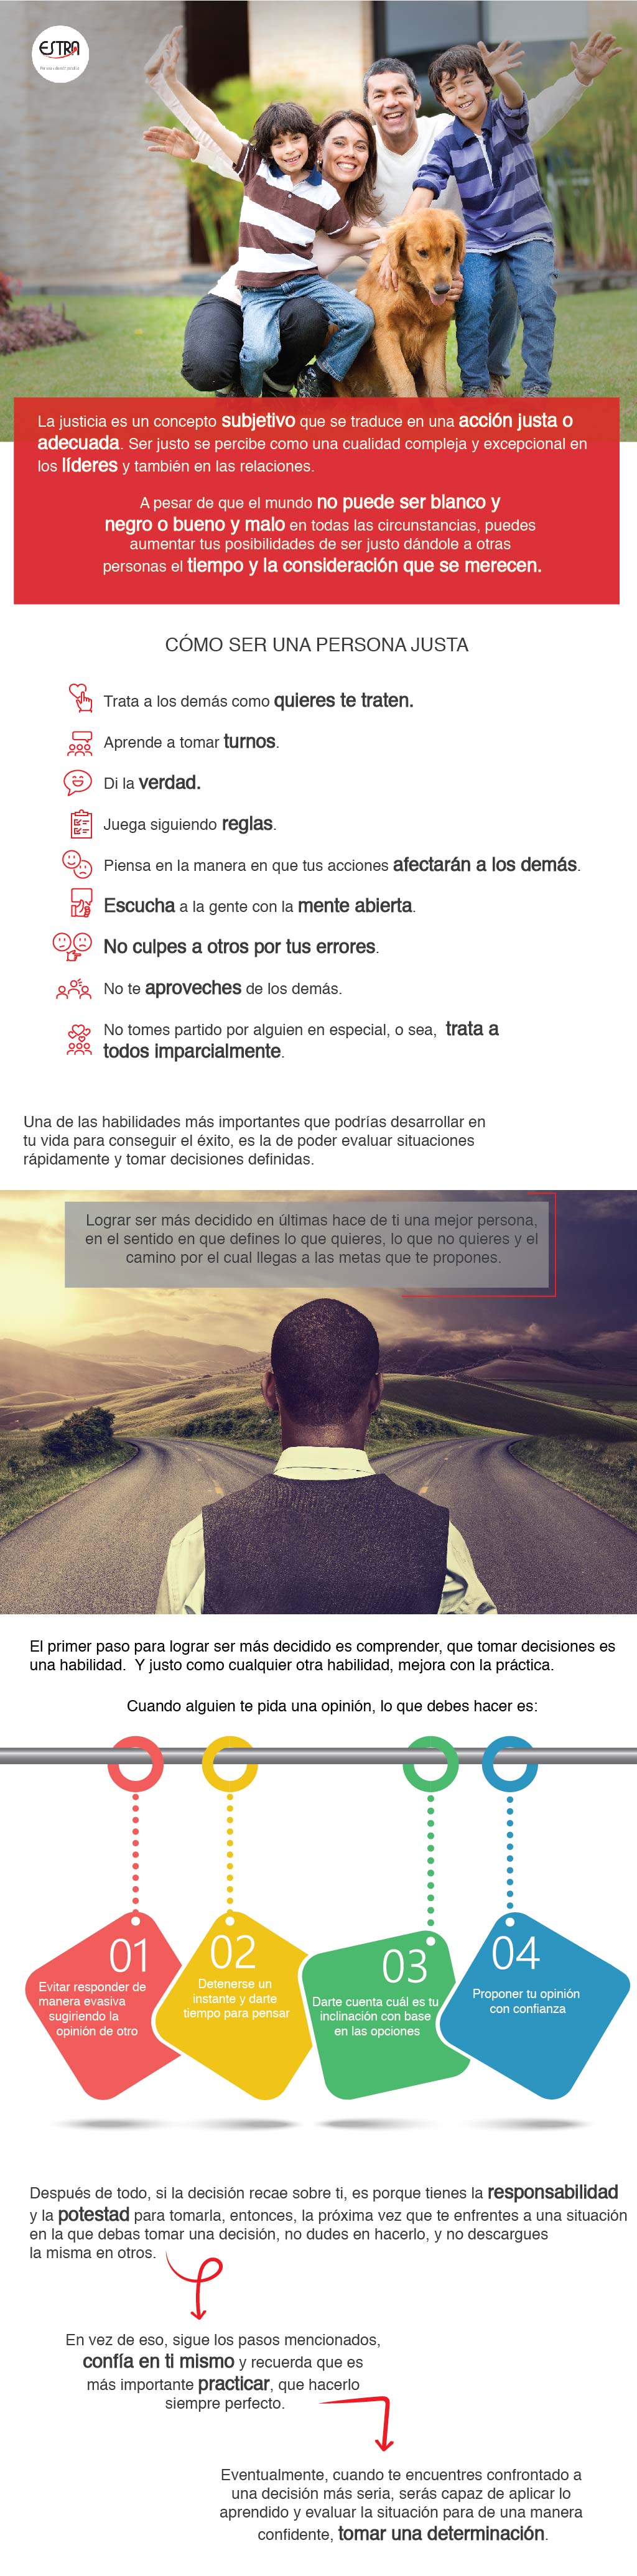 ESTRA
La justicia es un concepto subjetivo que se traduce en una acción justa o
adecuada. Ser justo se percibe como una cualidad compleja y excepcional en
los líderes y también en las relaciones.
A pesar de que el mundo no puede ser blanco y
negro o bueno y malo en todas las circunstancias, puedes
aumentar tus posibilidades de ser justo dándole a otras
personas el tiempo y la consideración que se merecen.
CÓMO SER UNA PERSONA JUSTA
Trata a los demás como quieres te traten.
Aprende a tomar turnos.
Di la verdad.
Juega siguiendo reglas.
Piensa en la manera en que tus acciones afectarán a los demás.
Escucha a la gente con la mente abierta.
No culpes a otros por tus errores.
No te aproveches de los demás.
No tomes partido por alguien en especial, o sea, trata a
todos imparcialmente.
Una de las habilidades más importantes que podrías desarrollar en
tu vida para conseguir el éxito, es la de poder evaluar situaciones
rápidamente y tomar decisiones definidas.
Lograr ser más decidido en últimas hace de ti una mejor persona,
en el sentido en que defines lo que quieres, lo que no quieres y el
camino por el cual llegas a las metas que te propones.
El primer paso para lograr ser más decidido es comprender, que tomar decisiones es
una habilidad. Y justo como cualquier otra habilidad, mejora con la práctica.
Cuando alguien te pida una opinión, lo que debes hacer es:
01
Evitar responder de
manera evasiva
sugiriendo la
opinión de otro
02
Detenerse un
instante y darte
tiempo para pensar
03
Darte cuenta cuál es tu
inclinación con base
en las opciones
04
Proponer tu opinión
con confianza
Después de todo, si la decisión recae sobre ti, es porque tienes la responsabilidad
y la potestad para tomarla, entonces, la próxima vez que te enfrentes a una situación
en la que debas tomar una decisión, no dudes en hacerlo, y no descargues
la misma en otros.
En vez de eso, sigue los pasos mencionados,
confía en ti mismo y recuerda que es
más importante practicar, que hacerlo
siempre perfecto.
Eventualmente, cuando te encuentres confrontado a
una decisión más seria, serás capaz de aplicar lo
aprendido y evaluar la situación para de una manera
confidente, tomar una determinación.